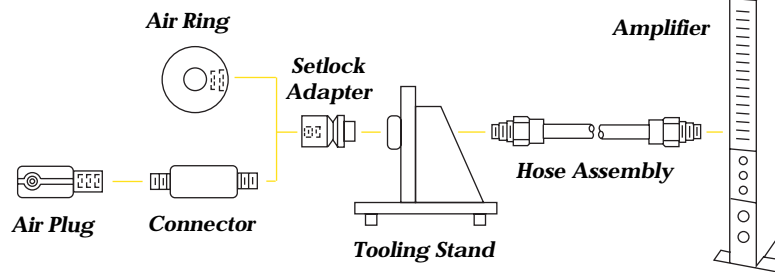 Air Ring
Amplifier
Setlock
Adapter
Hose Assembly
Air Plug
Connector
Tooling Stand